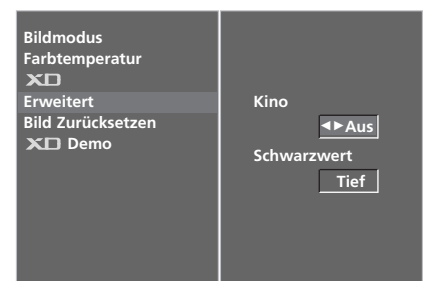 Bildmodus
Farbtemperatur
XD
Erweitert
Bild Zurücksetzen
XD Demo
Kino
◄►Aus
Schwarzwert
Tief